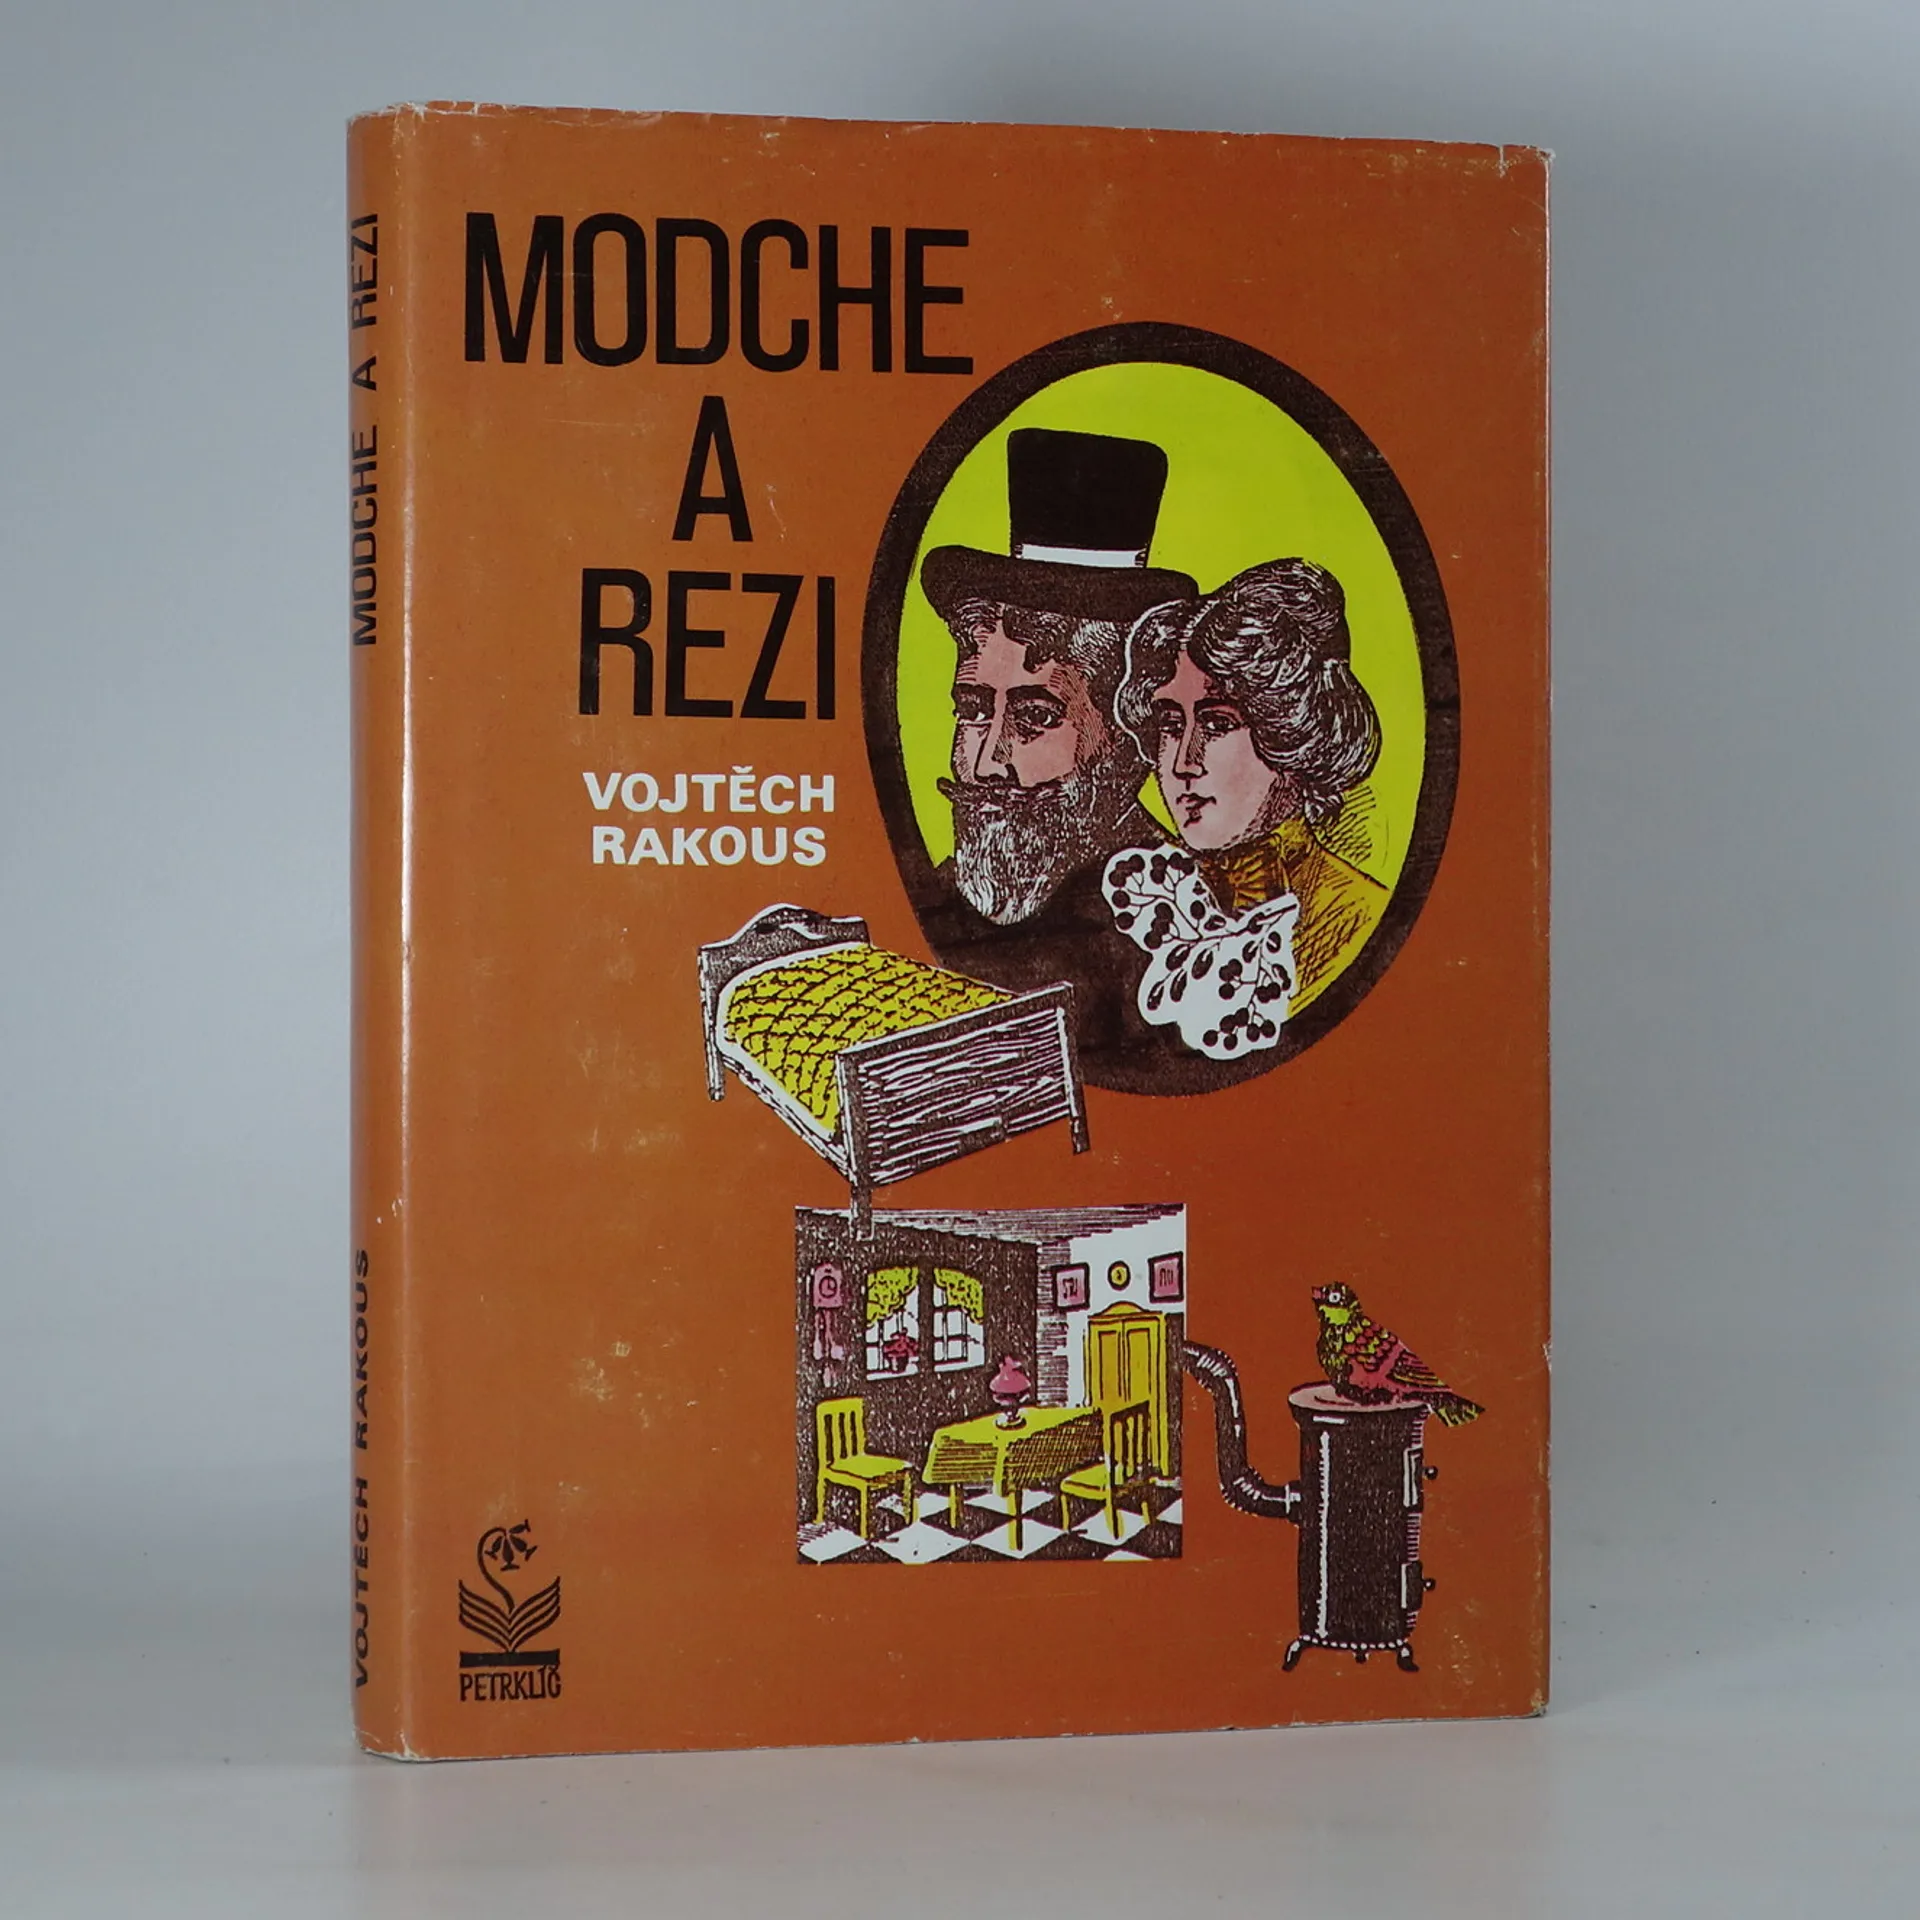 MODCHE
A
REZI
VOJTĚCH
RAKOUS
PETRKLÍČ
VOJTĚCH RAKOUS MODCHE A REZI